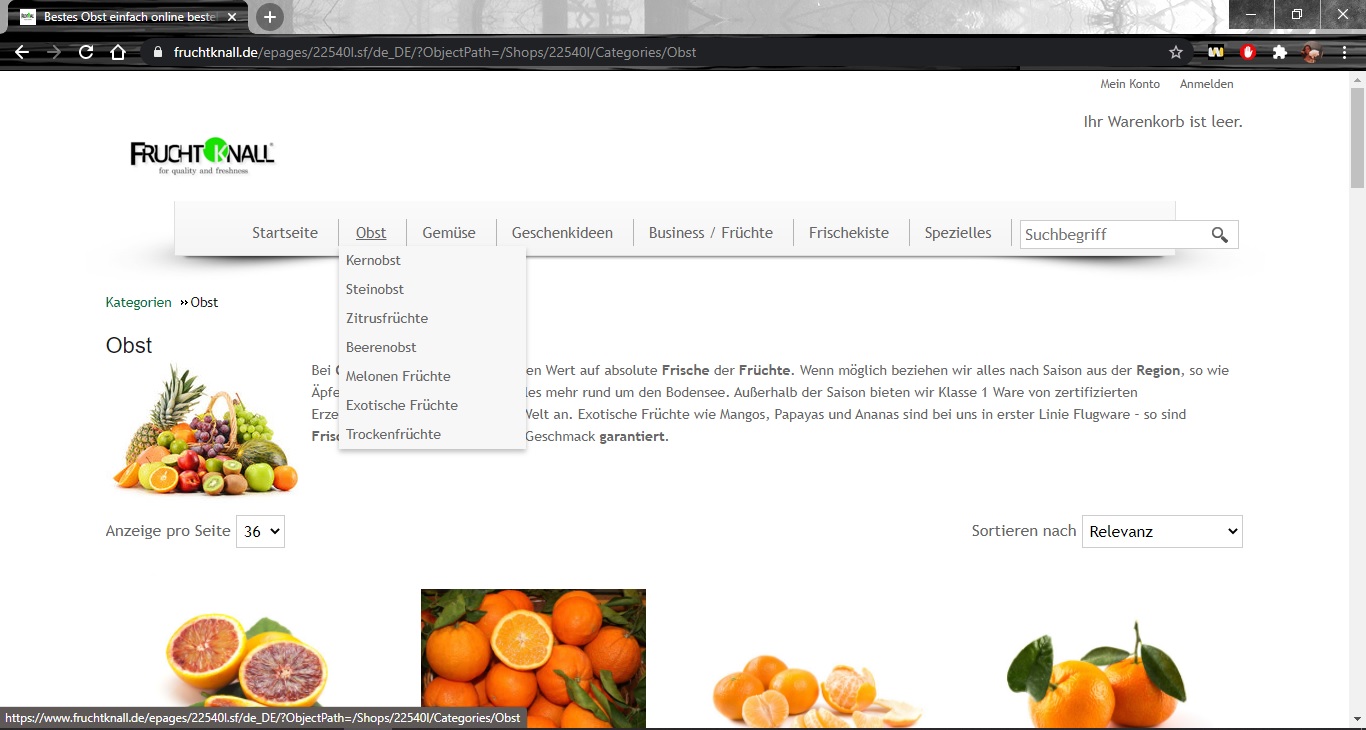 Bestes Obst einfach online beste
fruchtknall.de/epages/22540l.sf/de_DE/?ObjectPath=/Shops/22540l/Categories/Obst
Mein Konto Anmelden
Ihr Warenkorb ist leer.
FRUCHTKNALL
for quality and freshness
Startseite Obst Gemüse Geschenkideen Business / Früchte Frischekiste Spezielles Suchbegriff
Kernobst
Steinobst
Zitrusfrüchte
Beerenobst
Melonen Früchte
Exotische Früchte
Trockenfrüchte
Kategorien Obst
Obst
Bei en Wert auf absolute Frische der Früchte. Wenn möglich beziehen wir alles nach Saison aus der Region, so wie
Äpfe les mehr rund um den Bodensee. Außerhalb der Saison bieten wir Klasse 1 Ware von zertifizierten
Erze Welt an. Exotische Früchte wie Mangos, Papayas und Ananas sind bei uns in erster Linie Flugware – so sind
Frisc Geschmack garantiert.
Anzeige pro Seite 36 Sortieren nach Relevanz
https://www.fruchtknall.de/epages/22540l.sf/de_DE/?ObjectPath=/Shops/22540l/Categories/Obst